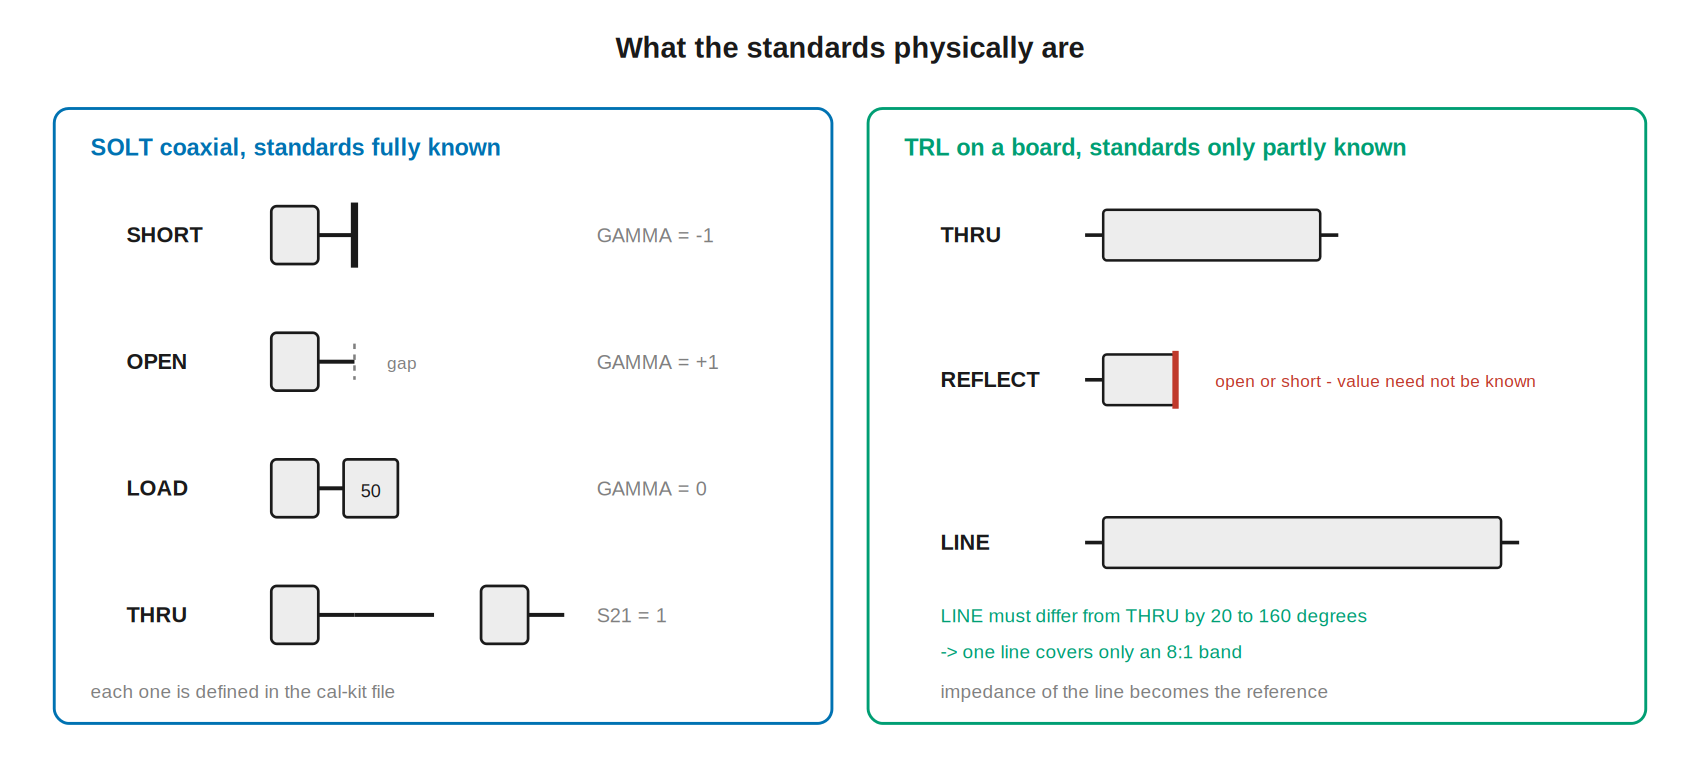 What the standards physically are
SOLT coaxial, standards fully known
SHORT
GAMMA = -1
OPEN
gap
GAMMA = +1
LOAD
50
GAMMA = 0
THRU
S21 = 1
each one is defined in the cal-kit file
TRL on a board, standards only partly known
THRU
REFLECT
open or short - value need not be known
LINE
LINE must differ from THRU by 20 to 160 degrees
-> one line covers only an 8:1 band
impedance of the line becomes the reference